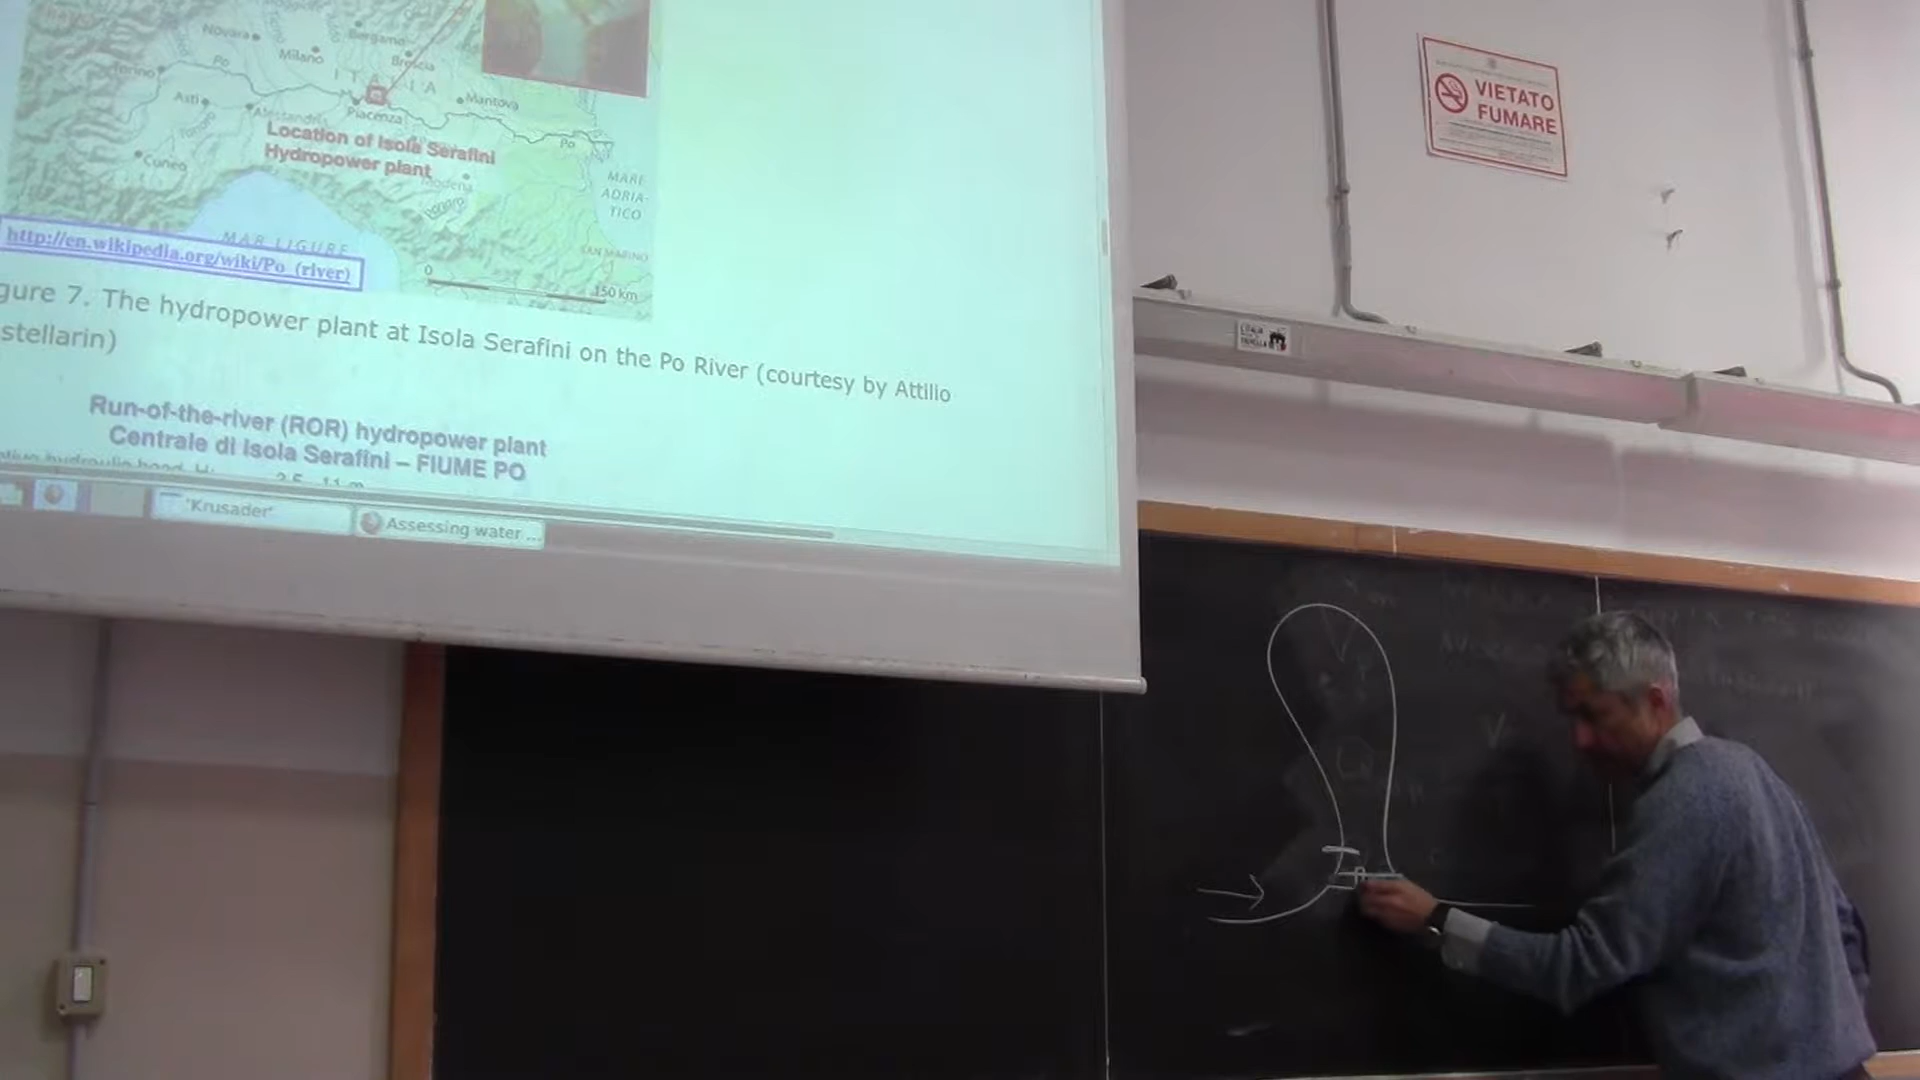 Novara
Bergamo
Milano
Brescia
Torino
Po
ITALIA
Asti
Alessandria
Piacenza
Mantova
Location of Isola Serafini
Hydropower plant
Po
Cuneo
Modena
MARE
ADRIA-
TICO
MAR LIGURE
SAN MARINO
http://en.wikipedia.org/wiki/Po_(river)
0
150 km
gure 7. The hydropower plant at Isola Serafini on the Po River (courtesy by Attilio
stellarin)
Run-of-the-river (ROR) hydropower plant
Centrale di Isola Serafini – FIUME PO
"Krusader"
Assessing water ...
VIETATO
FUMARE